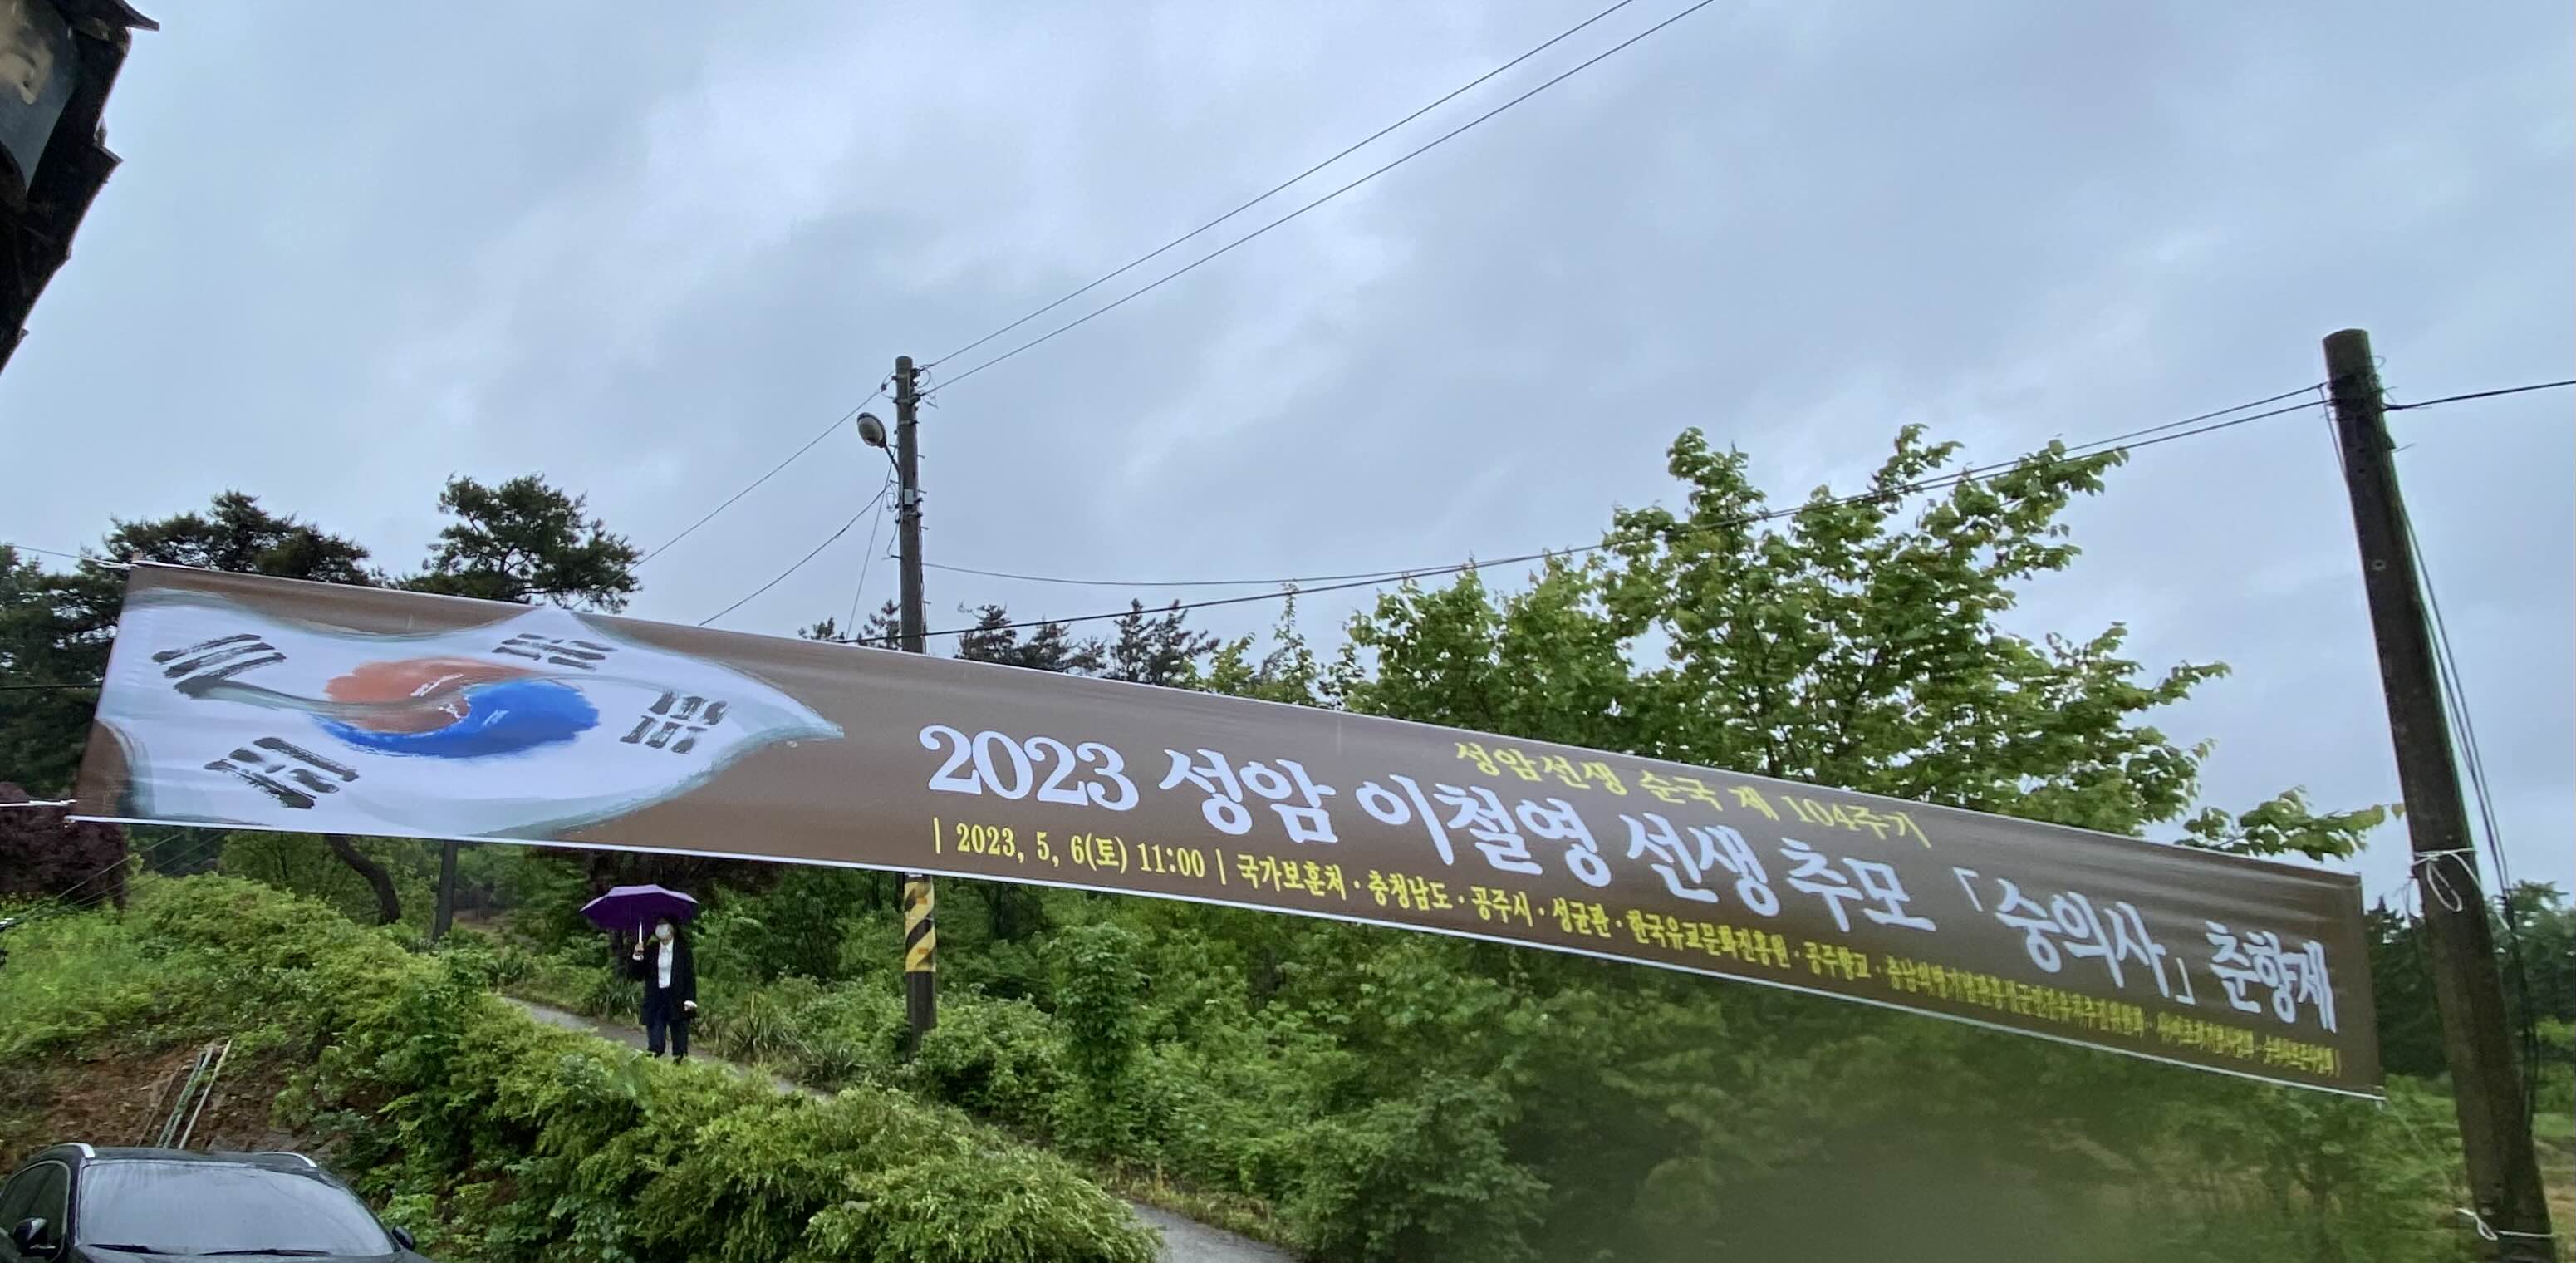 성암선생 순국 제 104주기
2023 성암 이철영 선생 추모 「숭의사」 춘향제
| 2023, 5, 6(토) 11:00 | 국가보훈처 · 충청남도 · 공주시 · 성균관 · 한국유교문화진흥원 · 공주향교 ·